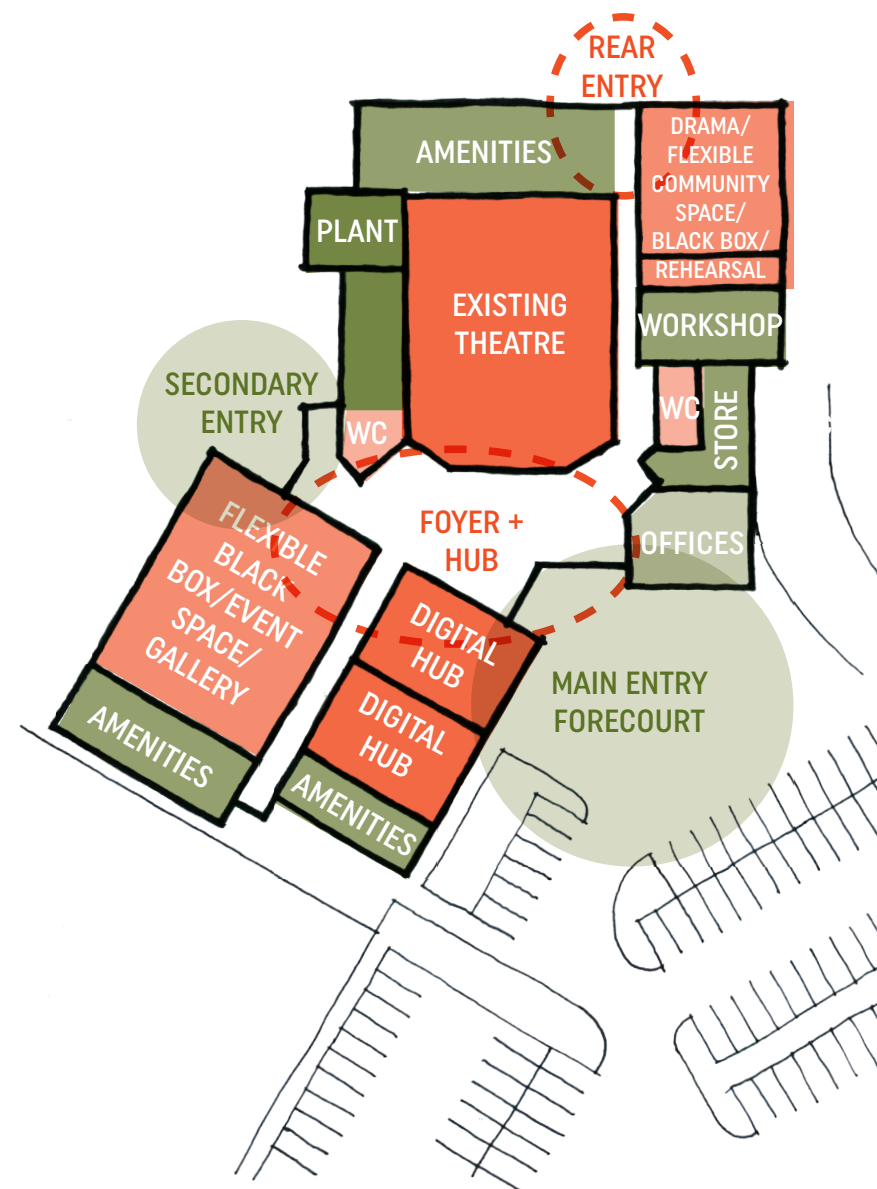 REAR
ENTRY
AMENITIES
DRAMA/
FLEXIBLE
COMMUNITY
SPACE/
BLACK BOX/
REHEARSAL
PLANT
EXISTING
THEATRE
WORKSHOP
SECONDARY
ENTRY
WC
WC
STORE
FOYER +
HUB
OFFICES
FLEXIBLE
BLACK
BOX/EVENT
SPACE/
GALLERY
AMENITIES
DIGITAL
HUB
DIGITAL
HUB
AMENITIES
MAIN ENTRY
FORECOURT